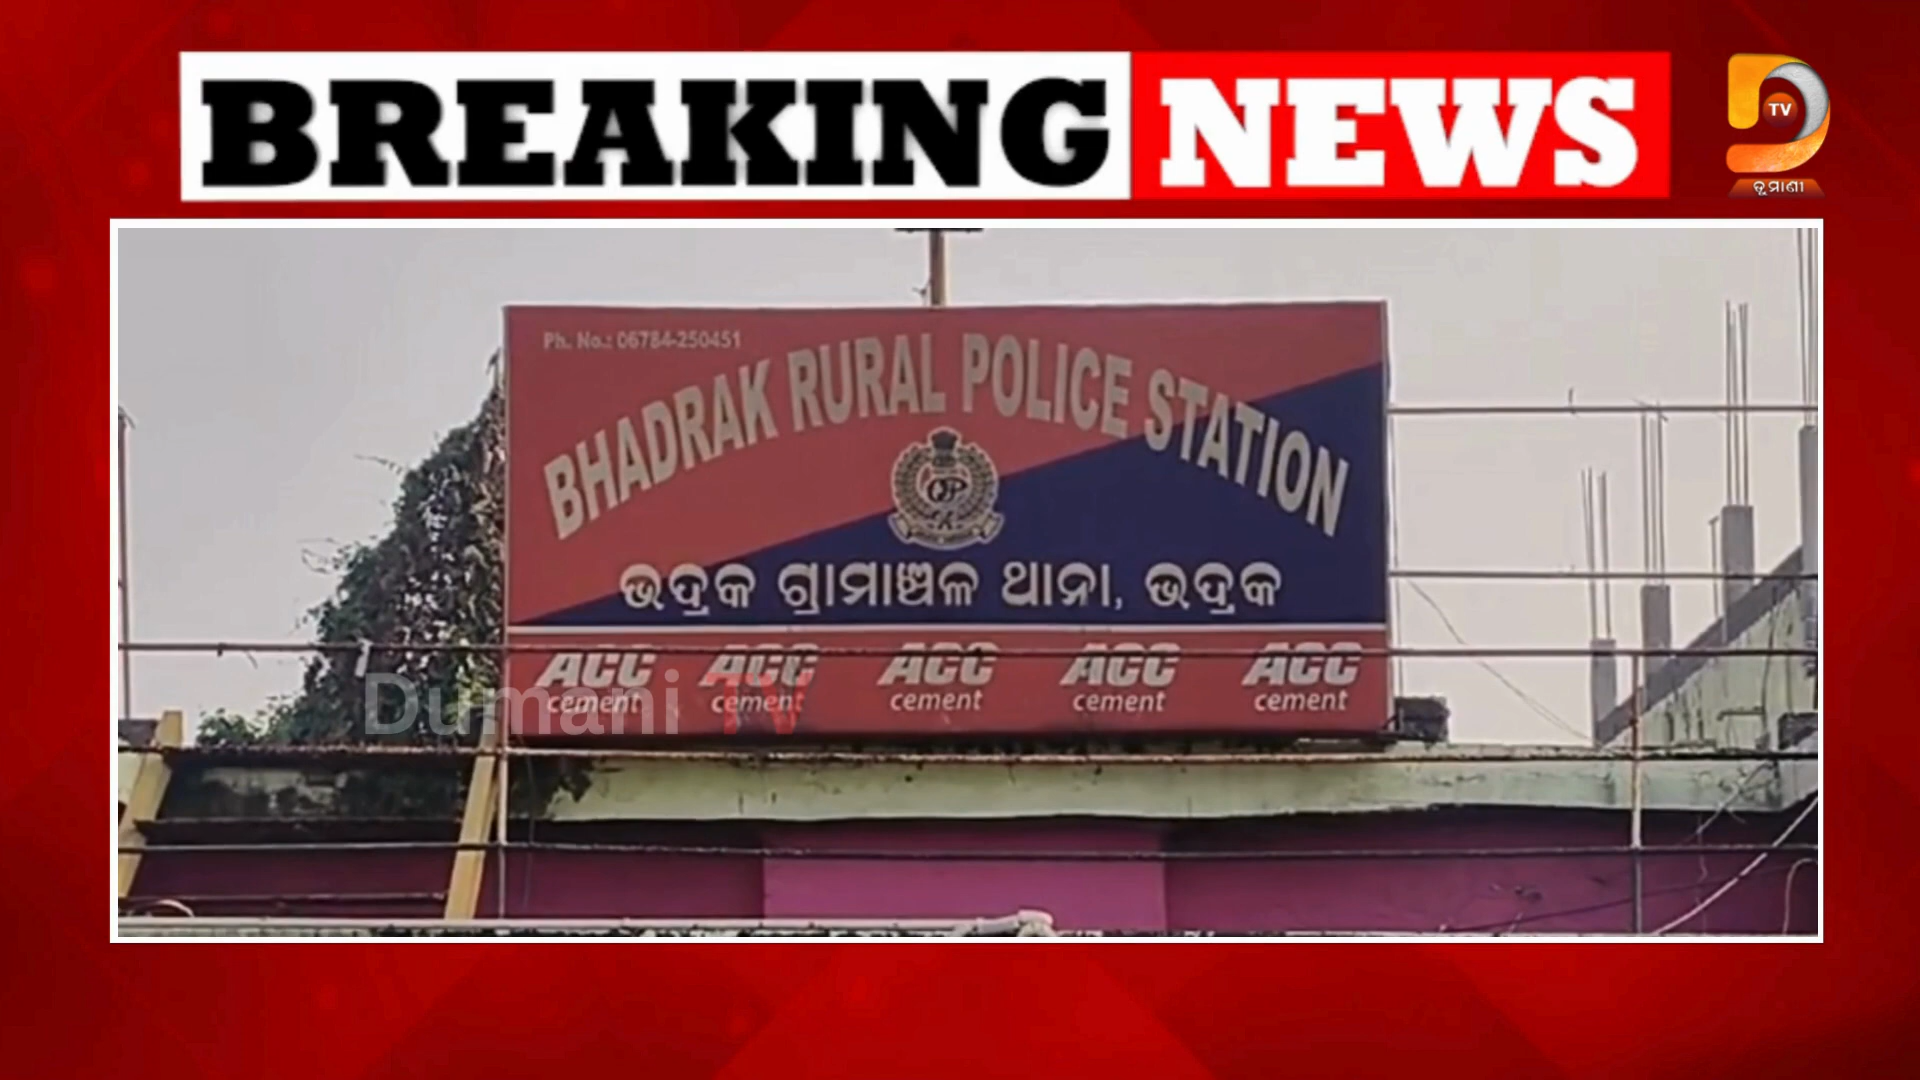 BREAKING NEWS
TV
ଡୁମାଣୀ
Ph. No.: 06784-250451
BHADRAK RURAL POLICE STATION
OSP
ଭଦ୍ରକ ଗ୍ରାମାଞ୍ଚଳ ଥାନା, ଭଦ୍ରକ
ACC ACC ACC ACC ACC
cement cement cement cement cement
Dumani TV